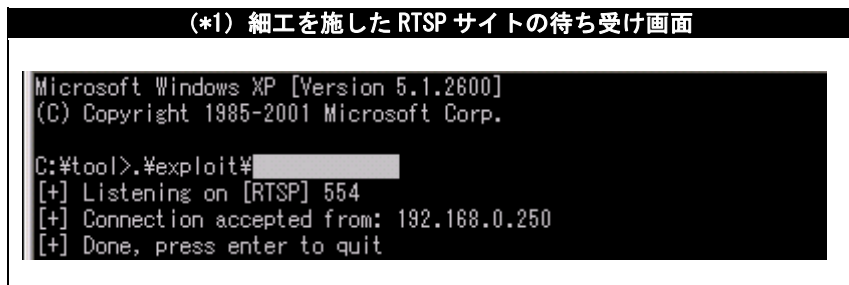 (*1) 細工を施した RTSP サイトの待ち受け画面
Microsoft Windows XP [Version 5.1.2600]
(C) Copyright 1985-2001 Microsoft Corp.
C:¥tool>.¥exploit¥
[+] Listening on [RTSP] 554
[+] Connection accepted from: 192.168.0.250
[+] Done, press enter to quit